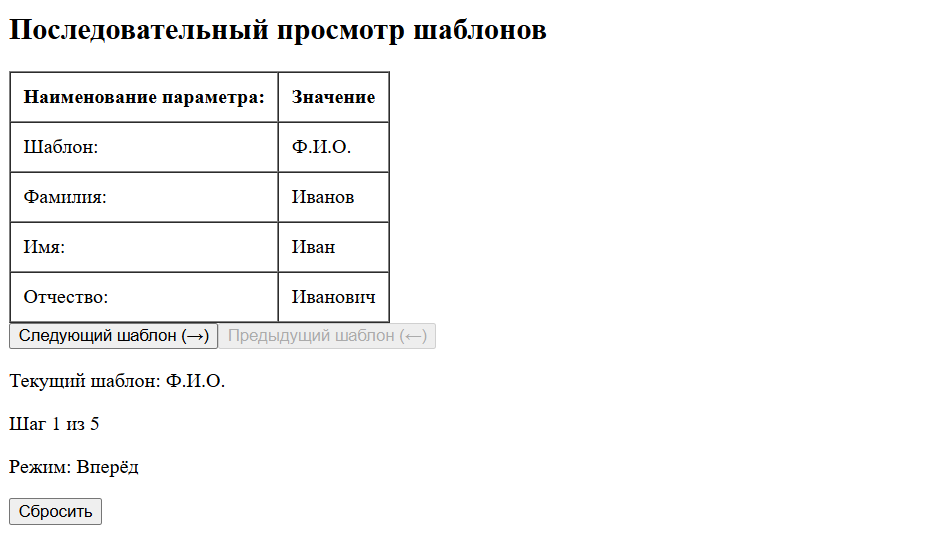 Последовательный просмотр шаблонов
Наименование параметра: Значение
Шаблон: Ф.И.О.
Фамилия: Иванов
Имя: Иван
Отчество: Иванович
Следующий шаблон (→) Предыдущий шаблон (←)
Текущий шаблон: Ф.И.О.
Шаг 1 из 5
Режим: Вперёд
Сбросить